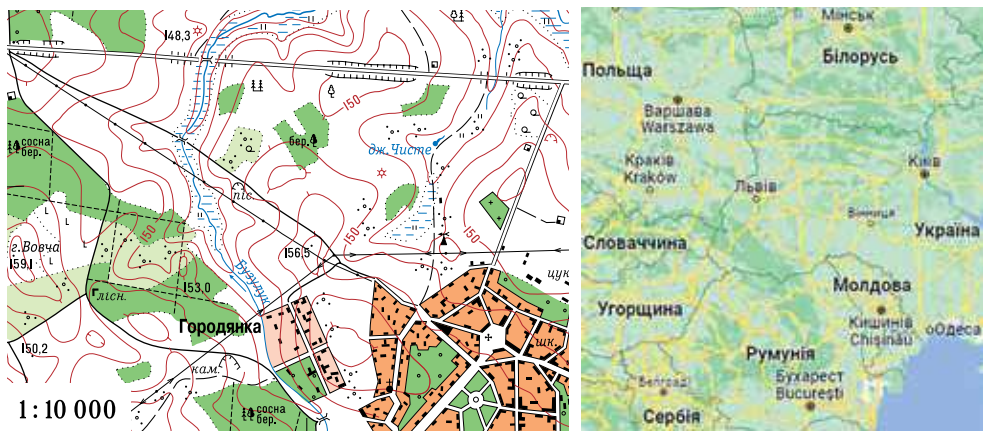 148,3
150
сосна
бер.
бер.
дж. Чисте
піс.
150
г. Вовча
159,1
150
156,5
150
150
цук.
153,0
Бузулук
лісн.
Городянка
шк.
150,2
кам.
сосна
бер.
1:10 000
Мінськ
Білорусь
Польща
Варшава
Warszawa
Краків
Kraków
Київ
Львів
Вінниця
Україна
Словаччина
Молдова
Угорщина
Кишинів
Chișinău
Одеса
Румунія
Белград
Бухарест
București
Сербія